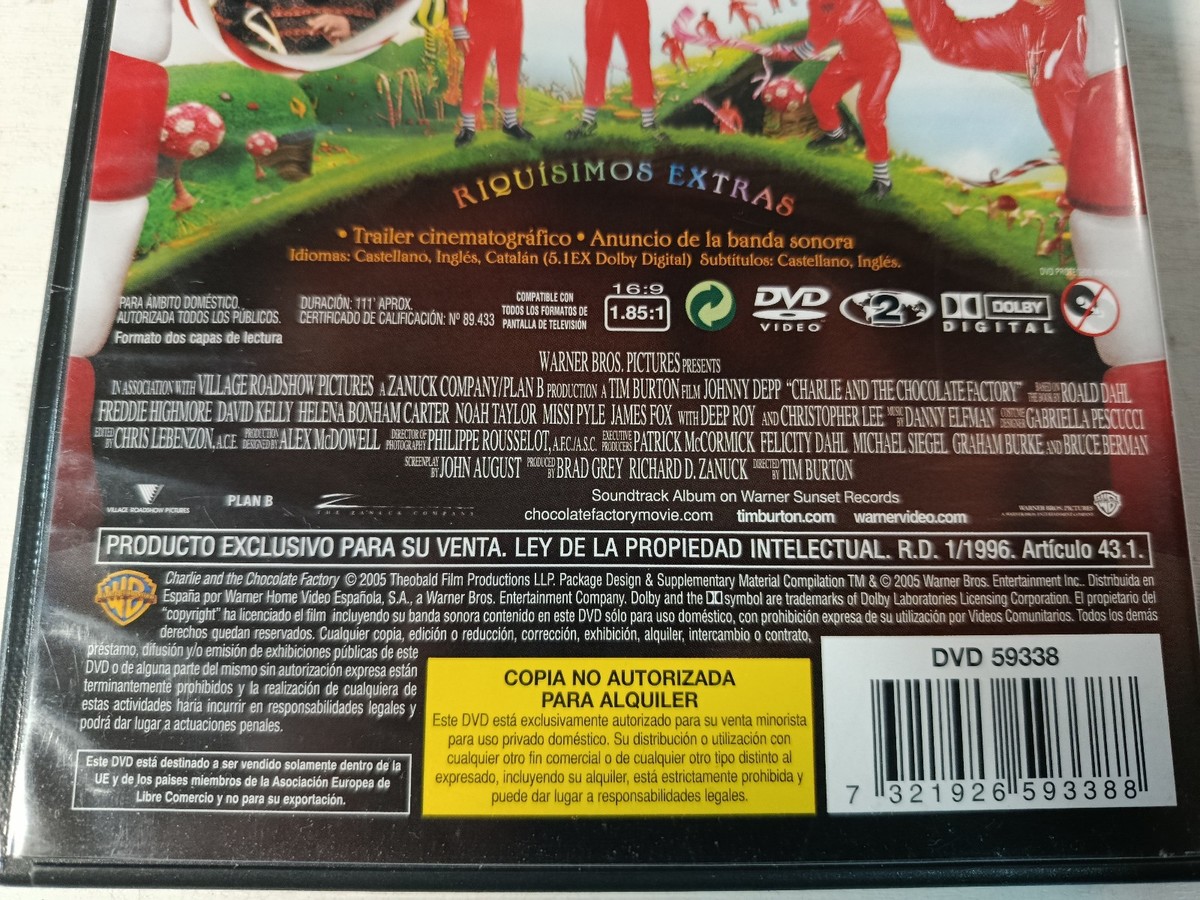 RIQUÍSIMOS EXTRAS
• Trailer cinematográfico • Anuncio de la banda sonora
Idiomas: Castellano, Inglés, Catalán (5.1EX Dolby Digital) Subtítulos: Castellano, Inglés.
PARA ÁMBITO DOMÉSTICO.
AUTORIZADA TODOS LOS PÚBLICOS.
Formato dos capas de lectura
DURACIÓN: 111' APROX.
CERTIFICADO DE CALIFICACIÓN: Nº 89.433
COMPATIBLE CON
TODOS LOS FORMATOS DE
PANTALLA DE TELEVISIÓN
16:9
1.85:1
DVD
VIDEO
2
DOLBY
DIGITAL
WARNER BROS. PICTURES PRESENTS
IN ASSOCIATION WITH VILLAGE ROADSHOW PICTURES A ZANUCK COMPANY/PLAN B PRODUCTION A TIM BURTON FILM JOHNNY DEPP "CHARLIE AND THE CHOCOLATE FACTORY" BASED ON THE BOOK BY ROALD DAHL
FREDDIE HIGHMORE DAVID KELLY HELENA BONHAM CARTER NOAH TAYLOR MISSI PYLE JAMES FOX WITH DEEP ROY AND CHRISTOPHER LEE MUSIC BY DANNY ELFMAN COSTUME DESIGNER GABRIELLA PESCUCCI
EDITED BY CHRIS LEBENZON, A.C.E. PRODUCTION DESIGNED BY ALEX McDOWELL DIRECTOR OF PHOTOGRAPHY PHILIPPE ROUSSELOT, A.F.C./A.S.C. EXECUTIVE PRODUCERS PATRICK McCORMICK FELICITY DAHL MICHAEL SIEGEL GRAHAM BURKE AND BRUCE BERMAN
SCREENPLAY BY JOHN AUGUST PRODUCED BY BRAD GREY RICHARD D. ZANUCK DIRECTED BY TIM BURTON
VILLAGE ROADSHOW PICTURES
PLAN B
THE ZANUCK COMPANY
Soundtrack Album on Warner Sunset Records
chocolatefactorymovie.com timburton.com warnervideo.com
WARNER BROS. PICTURES
PRODUCTO EXCLUSIVO PARA SU VENTA. LEY DE LA PROPIEDAD INTELECTUAL. R.D. 1/1996. Artículo 43.1.
WB
Charlie and the Chocolate Factory © 2005 Theobald Film Productions LLP. Package Design & Supplementary Material Compilation TM & © 2005 Warner Bros. Entertainment Inc.. Distribuida en
España por Warner Home Video Española, S.A., a Warner Bros. Entertainment Company. Dolby and the DD symbol are trademarks of Dolby Laboratories Licensing Corporation. El propietario del
"copyright" ha licenciado el film incluyendo su banda sonora contenido en este DVD sólo para uso doméstico, con prohibición expresa de su utilización por Videos Comunitarios. Todos los demás
derechos quedan reservados. Cualquier copia, edición o reducción, corrección, exhibición, alquiler, intercambio o contrato,
préstamo, difusión y/o emisión de exhibiciones públicas de este
DVD o de alguna parte del mismo sin autorización expresa están
terminantemente prohibidos y la realización de cualquiera de
estas actividades haría incurrir en responsabilidades legales y
podrá dar lugar a actuaciones penales.
Este DVD está destinado a ser vendido solamente dentro de la
UE y de los países miembros de la Asociación Europea de
Libre Comercio y no para su exportación.
COPIA NO AUTORIZADA
PARA ALQUILER
Este DVD está exclusivamente autorizado para su venta minorista
para uso privado doméstico. Su distribución o utilización con
cualquier otro fin comercial o de cualquier otro tipo distinto al
expresado, incluyendo su alquiler, está estrictamente prohibida y
puede dar lugar a responsabilidades legales.
DVD 59338
7 321926 593388